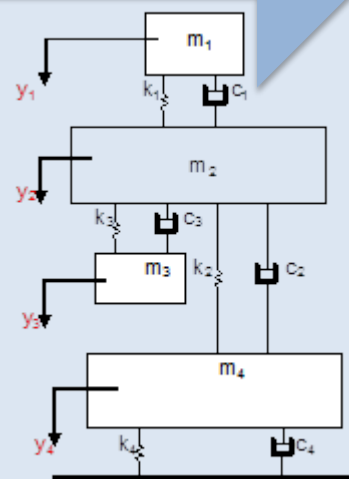 m₁
y₁
k₁
c₁
m₂
y₂
k₃
c₃
m₃
k₂
c₂
y₃
m₄
y₄
k₄
c₄